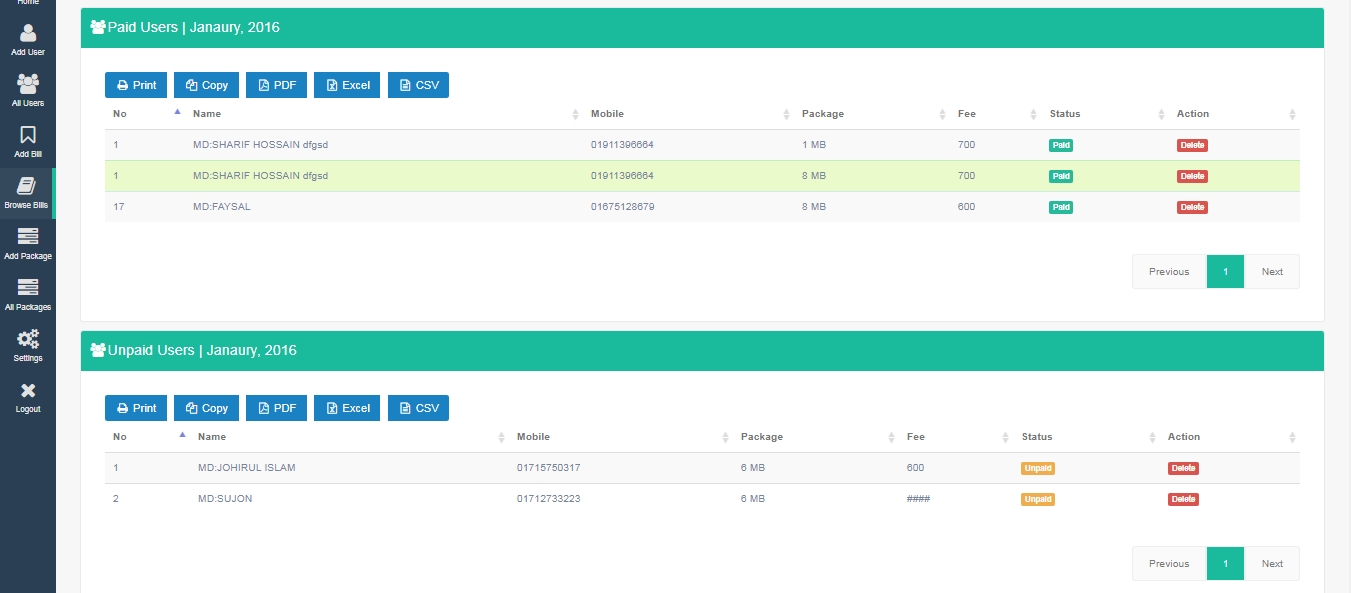 Home
Add User
All Users
Add Bill
Browse Bills
Add Package
All Packages
Settings
Logout
Paid Users | Janaury, 2016
Print Copy PDF Excel CSV
No Name Mobile Package Fee Status Action
1 MD:SHARIF HOSSAIN dfgsd 01911396664 1 MB 700 Paid Delete
1 MD:SHARIF HOSSAIN dfgsd 01911396664 8 MB 700 Paid Delete
17 MD:FAYSAL 01675128679 8 MB 600 Paid Delete
Previous 1 Next
Unpaid Users | Janaury, 2016
Print Copy PDF Excel CSV
No Name Mobile Package Fee Status Action
1 MD:JOHIRUL ISLAM 01715750317 6 MB 600 Unpaid Delete
2 MD:SUJON 01712733223 6 MB #### Unpaid Delete
Previous 1 Next